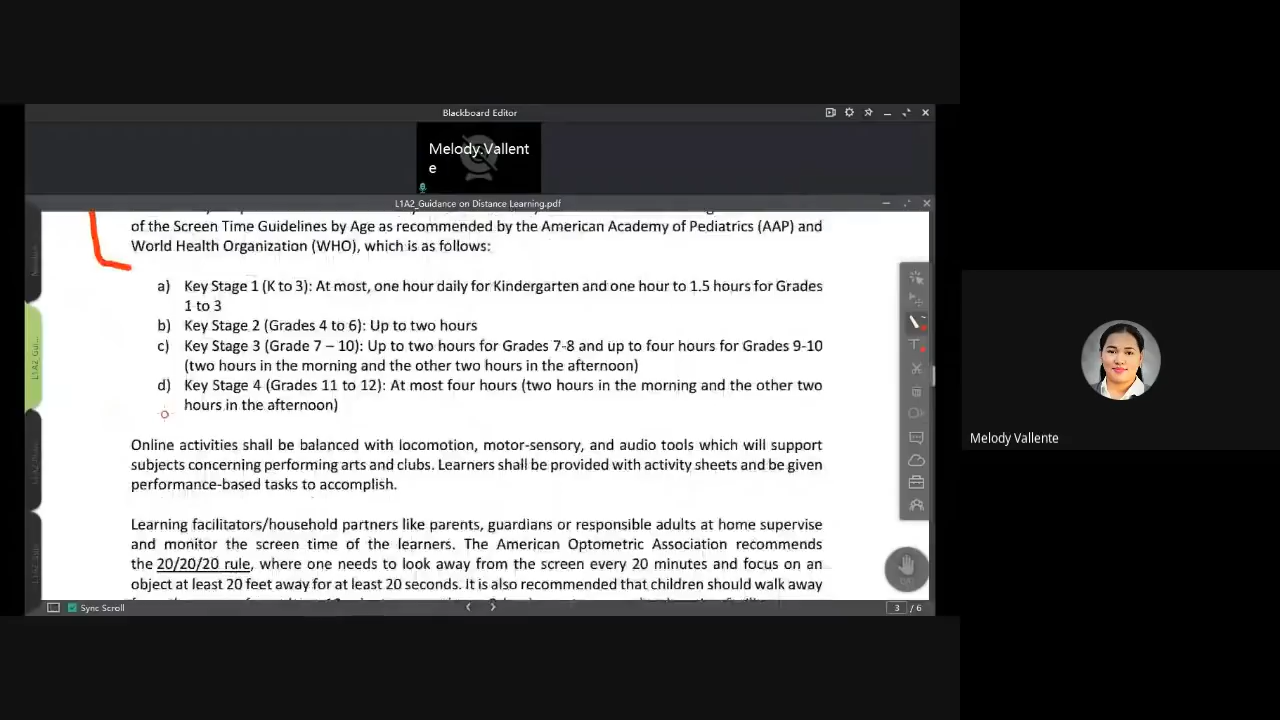 Blackboard Editor
Melody.Vallent
e
L1A2_Guidance on Distance Learning.pdf
of the Screen Time Guidelines by Age as recommended by the American Academy of Pediatrics (AAP) and
World Health Organization (WHO), which is as follows:
a) Key Stage 1 (K to 3): At most, one hour daily for Kindergarten and one hour to 1.5 hours for Grades
1 to 3
b) Key Stage 2 (Grades 4 to 6): Up to two hours
c) Key Stage 3 (Grade 7 – 10): Up to two hours for Grades 7-8 and up to four hours for Grades 9-10
(two hours in the morning and the other two hours in the afternoon)
d) Key Stage 4 (Grades 11 to 12): At most four hours (two hours in the morning and the other two
hours in the afternoon)
Online activities shall be balanced with locomotion, motor-sensory, and audio tools which will support
subjects concerning performing arts and clubs. Learners shall be provided with activity sheets and be given
performance-based tasks to accomplish.
Learning facilitators/household partners like parents, guardians or responsible adults at home supervise
and monitor the screen time of the learners. The American Optometric Association recommends
the 20/20/20 rule, where one needs to look away from the screen every 20 minutes and focus on an
object at least 20 feet away for at least 20 seconds. It is also recommended that children should walk away
Sync Scroll
3 / 6
Melody Vallente